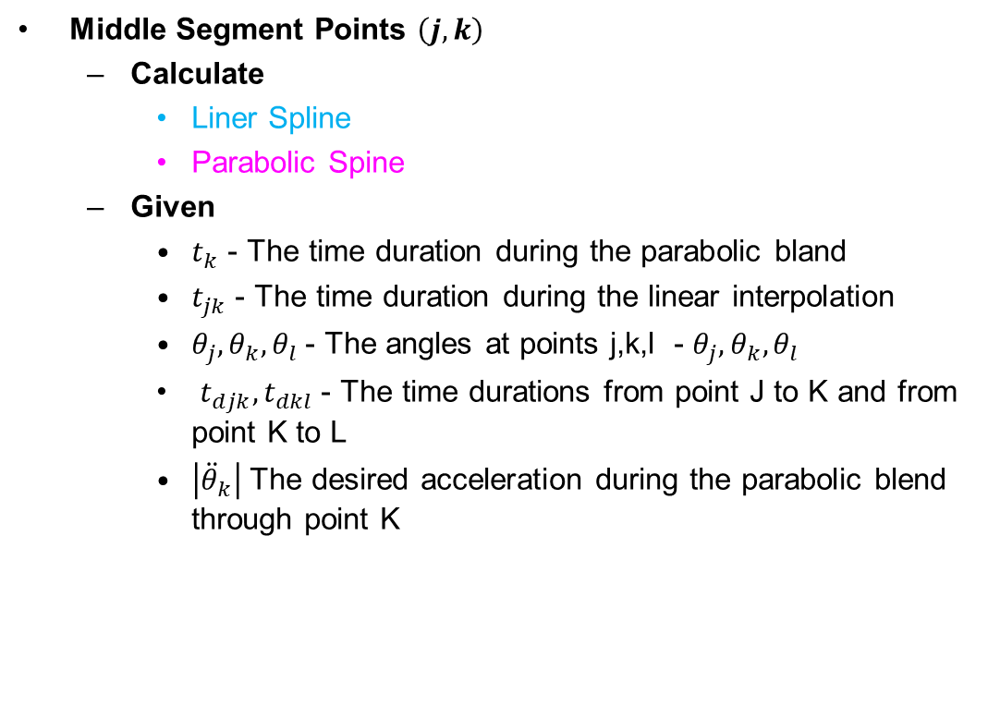 • Middle Segment Points (j, k)
– Calculate
• Liner Spline
• Parabolic Spine
– Given
• t_k - The time duration during the parabolic bland
• t_jk - The time duration during the linear interpolation
• θ_j, θ_k, θ_l - The angles at points j,k,l - θ_j, θ_k, θ_l
• t_djk, t_dkl - The time durations from point J to K and from
point K to L
• |θ̈_k| The desired acceleration during the parabolic blend
through point K